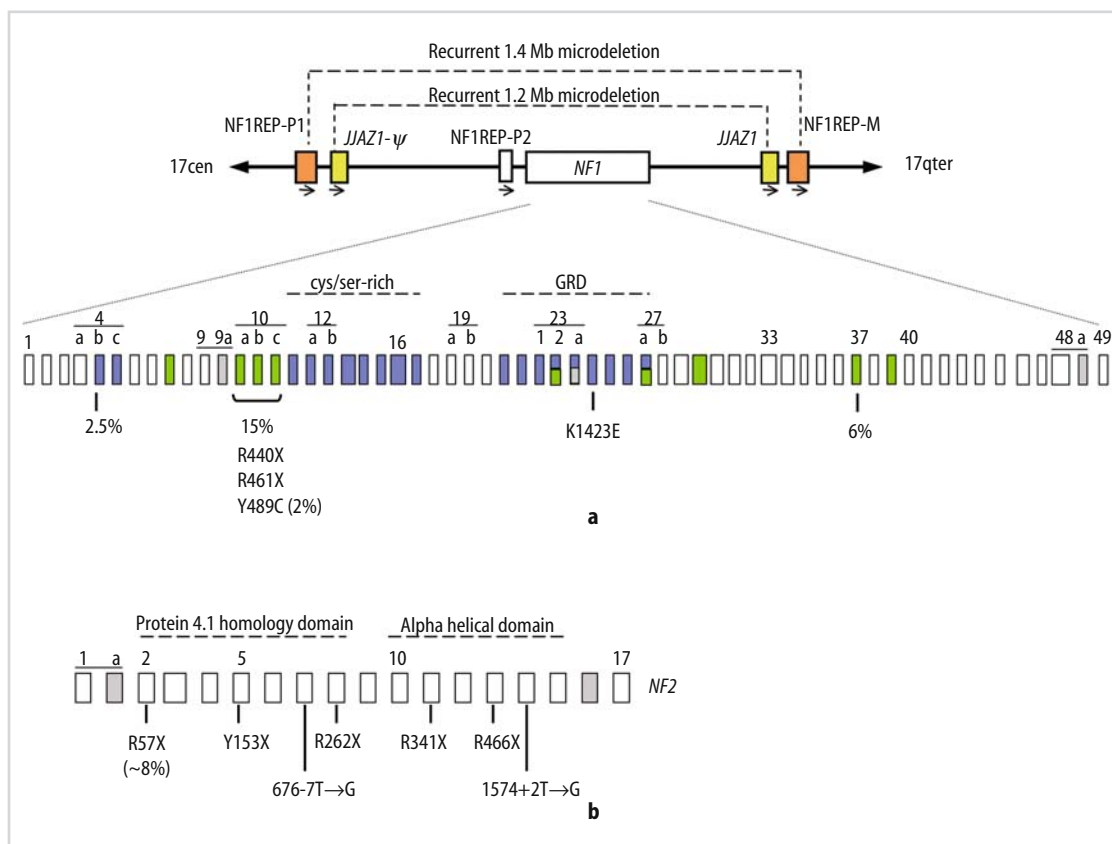 Recurrent 1.4 Mb microdeletion
Recurrent 1.2 Mb microdeletion
NF1REP-P1
JJAZ1-ψ
NF1REP-P2
JJAZ1
NF1REP-M
17cen
NF1
17qter
cys/ser-rich
GRD
1 4 9 9a 10 12 16 19 23 27 33 37 40 48 a 49
a b c a b c a b a b 1 2 a a b
2.5%
15%
K1423E
6%
R440X
R461X
Y489C (2%)
a
Protein 4.1 homology domain
Alpha helical domain
1 a 2 5 10 17
NF2
R57X
Y153X
R262X
R341X
R466X
(~8%)
676-7T→G
1574+2T→G
b